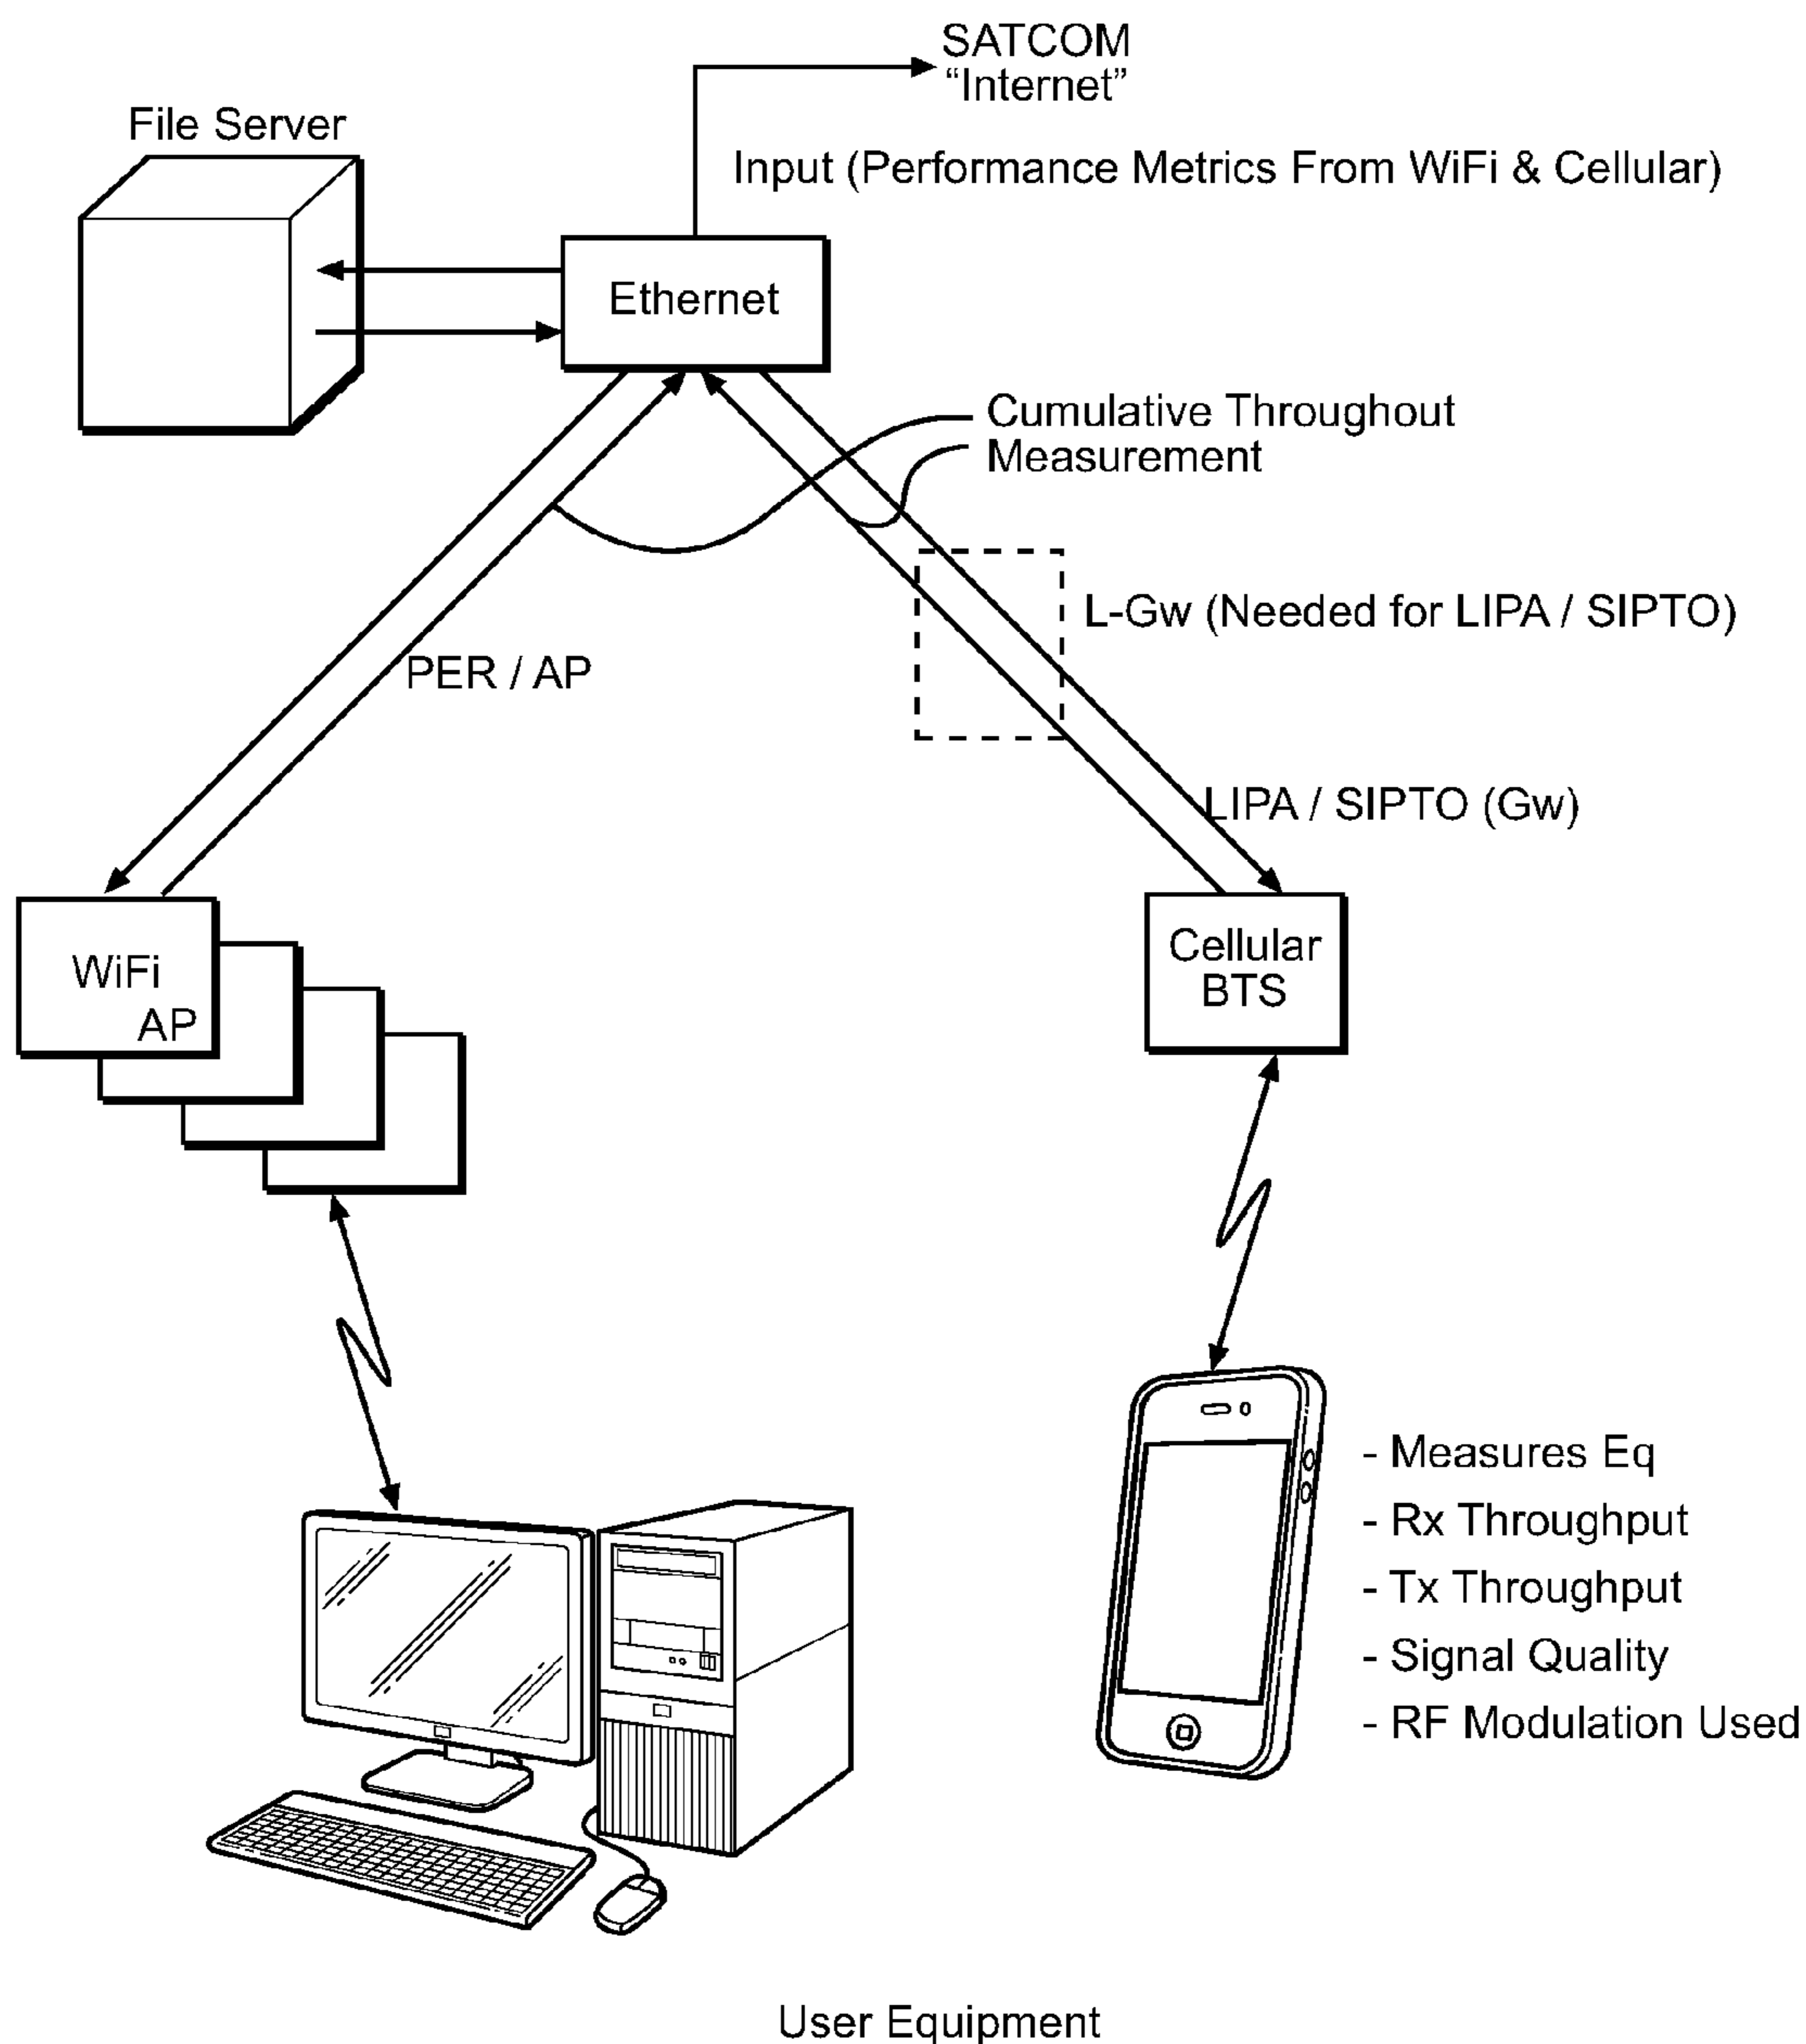 SATCOM
“Internet”
File Server
Input (Performance Metrics From WiFi & Cellular)
Ethernet
Cumulative Throughout
Measurement
L-Gw (Needed for LIPA / SIPTO)
PER / AP
LIPA / SIPTO (Gw)
WiFi
AP
Cellular
BTS
- Measures Eq
- Rx Throughput
- Tx Throughput
- Signal Quality
- RF Modulation Used
User Equipment